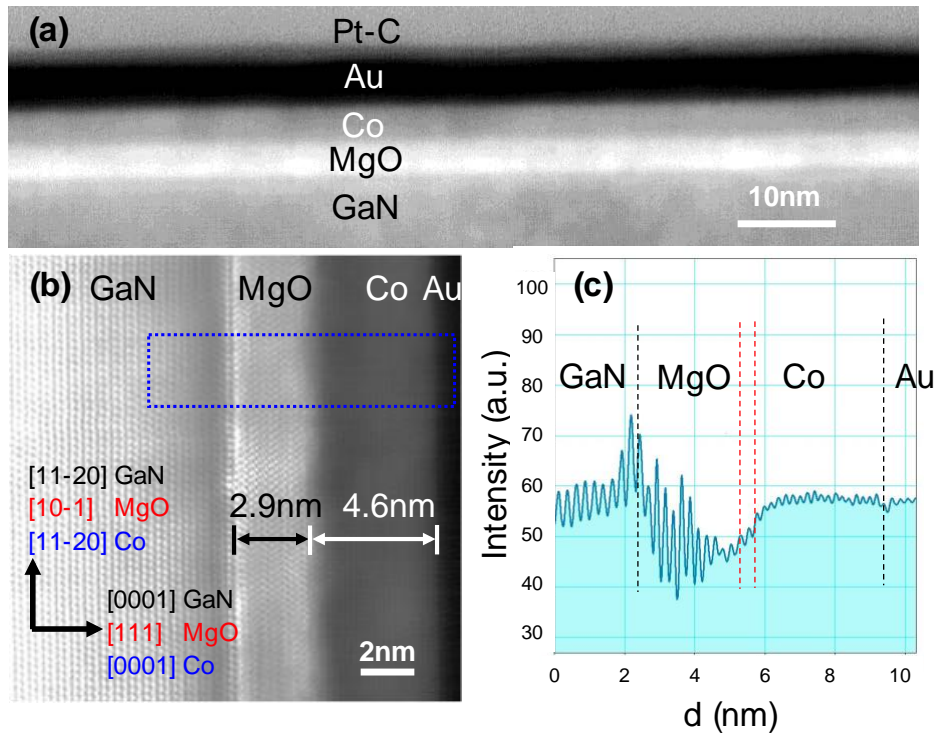 (a)
Pt-C
Au
Co
MgO
GaN
10nm
(b)
GaN
MgO
Co
Au
2.9nm
4.6nm
[11-20] GaN
[10-1] MgO
[11-20] Co
[0001] GaN
[111] MgO
[0001] Co
2nm
(c)
100
90
80
70
60
50
40
30
Intensity (a.u.)
GaN
MgO
Co
Au
0 2 4 6 8 10
d (nm)